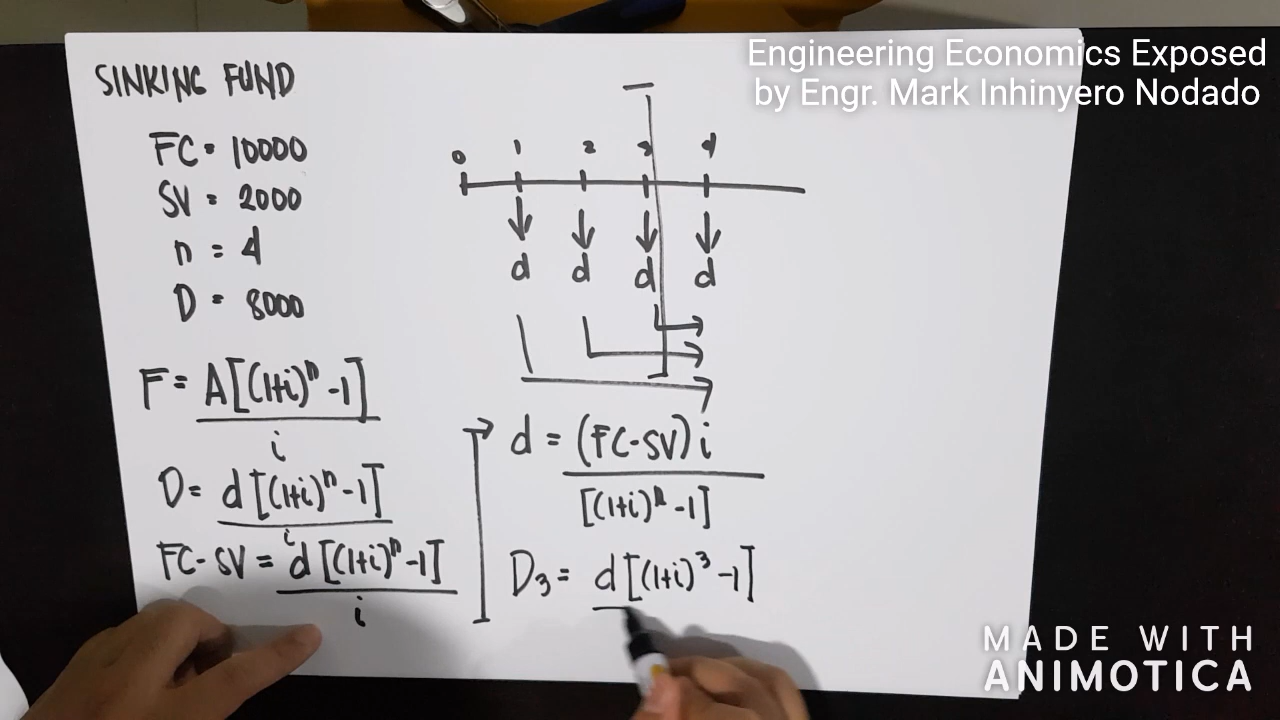 Engineering Economics Exposed
by Engr. Mark Inhinyero Nodado
SINKING FUND
FC = 10000
SV = 2000
n = 4
D = 8000
0 1 2 3 4
d d d d
F = A[(1+i)^n -1]
i
D = d[(1+i)^n -1]
i
FC-SV = d[(1+i)^n -1]
i
d = (FC-SV)i
[(1+i)^n -1]
D3 = d[(1+i)^3 -1]
MADE WITH
ANIMOTICA